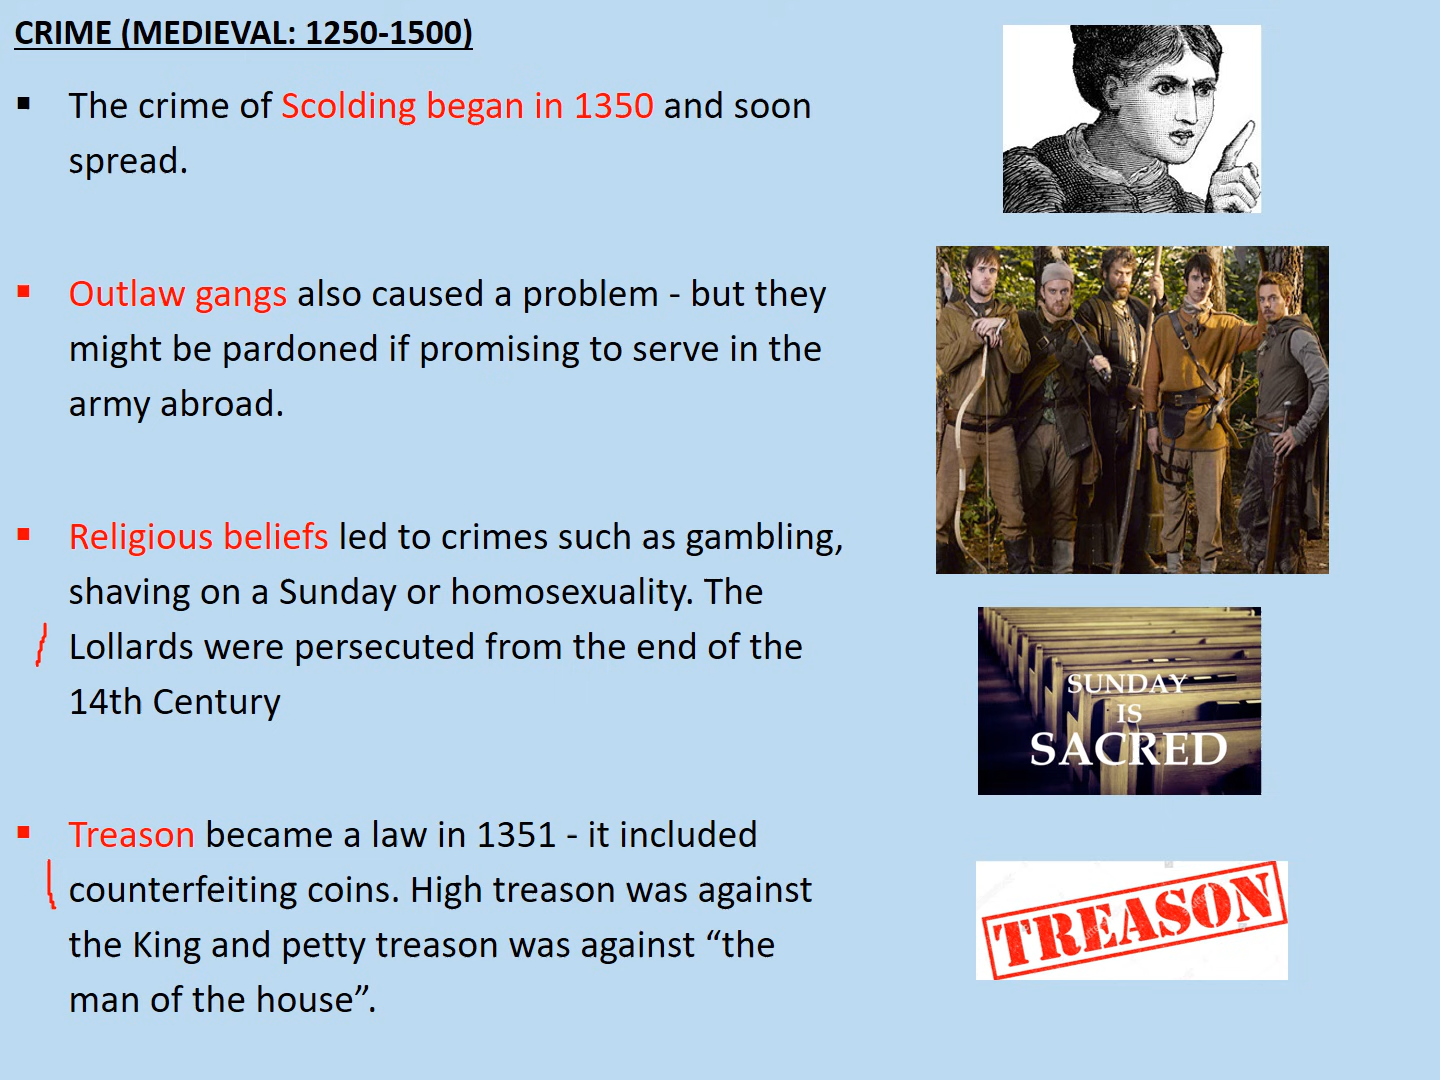 CRIME (MEDIEVAL: 1250-1500)
▪ The crime of Scolding began in 1350 and soon
spread.
▪ Outlaw gangs also caused a problem - but they
might be pardoned if promising to serve in the
army abroad.
▪ Religious beliefs led to crimes such as gambling,
shaving on a Sunday or homosexuality. The
Lollards were persecuted from the end of the
14th Century
▪ Treason became a law in 1351 - it included
counterfeiting coins. High treason was against
the King and petty treason was against “the
man of the house”.
SUNDAY
IS
SACRED
TREASON